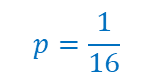 p = 1/16